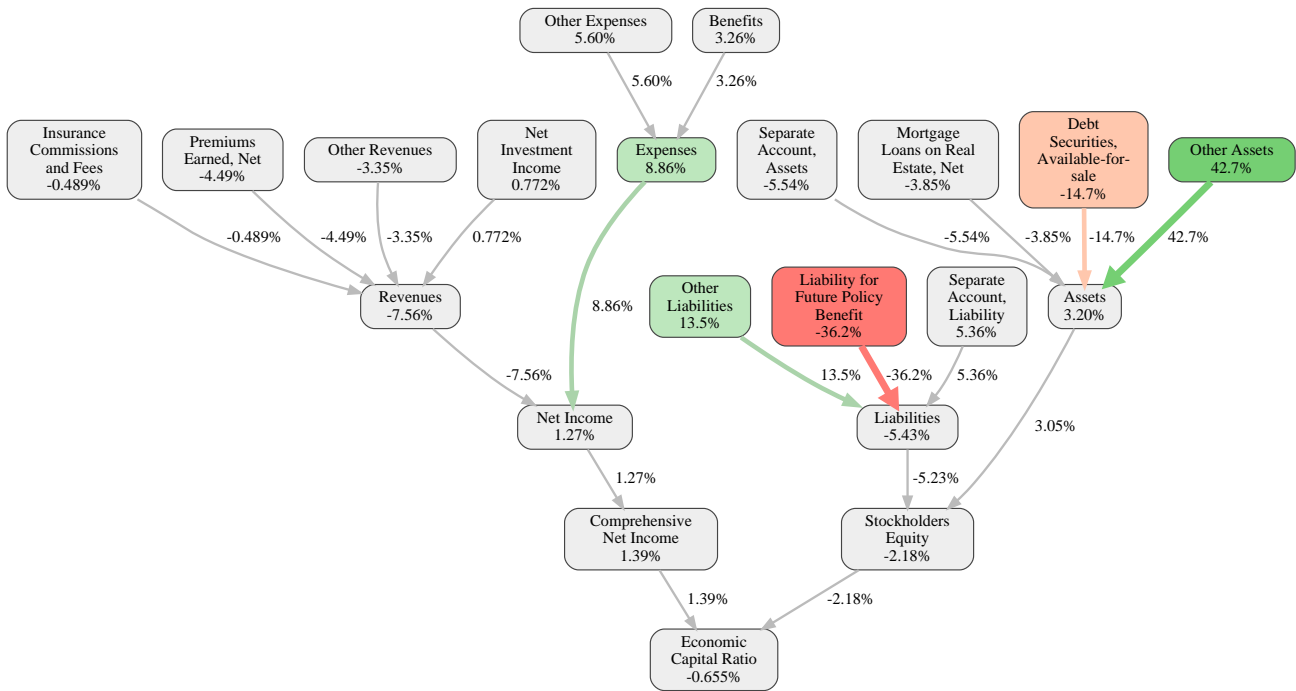 Other Expenses
5.60%
Benefits
3.26%
5.60%
3.26%
Insurance
Commissions
and Fees
-0.489%
Premiums
Earned, Net
-4.49%
Other Revenues
-3.35%
Net
Investment
Income
0.772%
Expenses
8.86%
Separate
Account,
Assets
-5.54%
Mortgage
Loans on Real
Estate, Net
-3.85%
Debt
Securities,
Available-for-
sale
-14.7%
Other Assets
42.7%
-0.489%
-4.49%
-3.35%
0.772%
-5.54%
-3.85%
-14.7%
42.7%
Revenues
-7.56%
8.86%
Other
Liabilities
13.5%
Liability for
Future Policy
Benefit
-36.2%
Separate
Account,
Liability
5.36%
Assets
3.20%
-7.56%
13.5%
-36.2%
5.36%
Net Income
1.27%
Liabilities
-5.43%
3.05%
1.27%
-5.23%
Comprehensive
Net Income
1.39%
Stockholders
Equity
-2.18%
1.39%
-2.18%
Economic
Capital Ratio
-0.655%